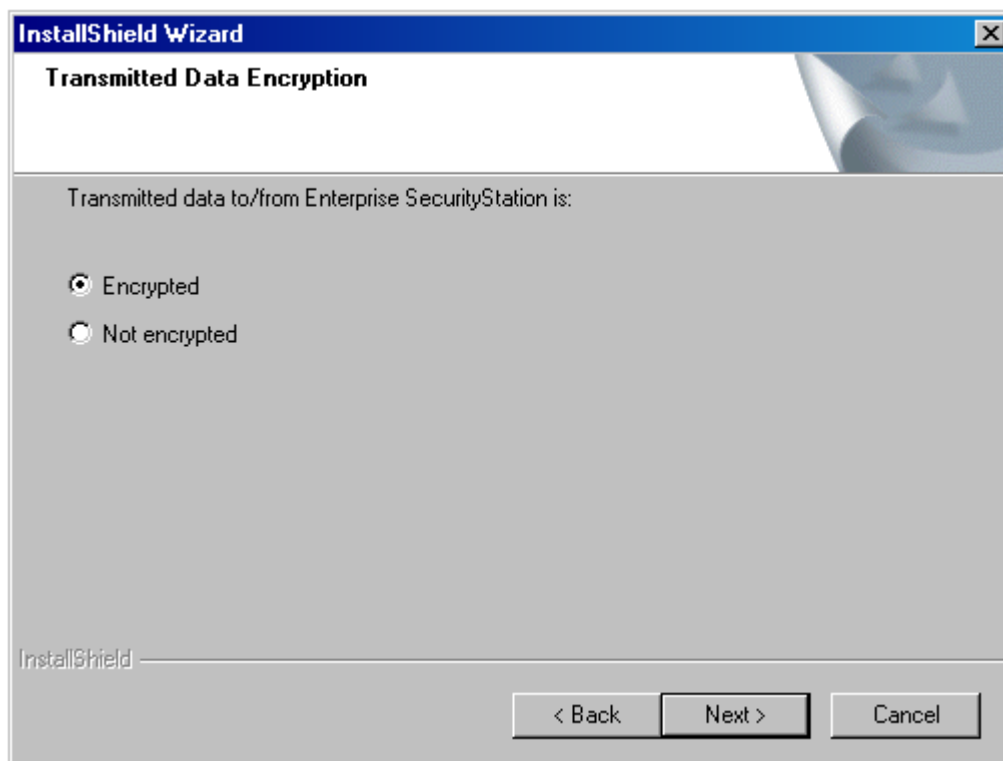 InstallShield Wizard
Transmitted Data Encryption
Transmitted data to/from Enterprise SecurityStation is:
Encrypted
Not encrypted
InstallShield
< Back Next > Cancel